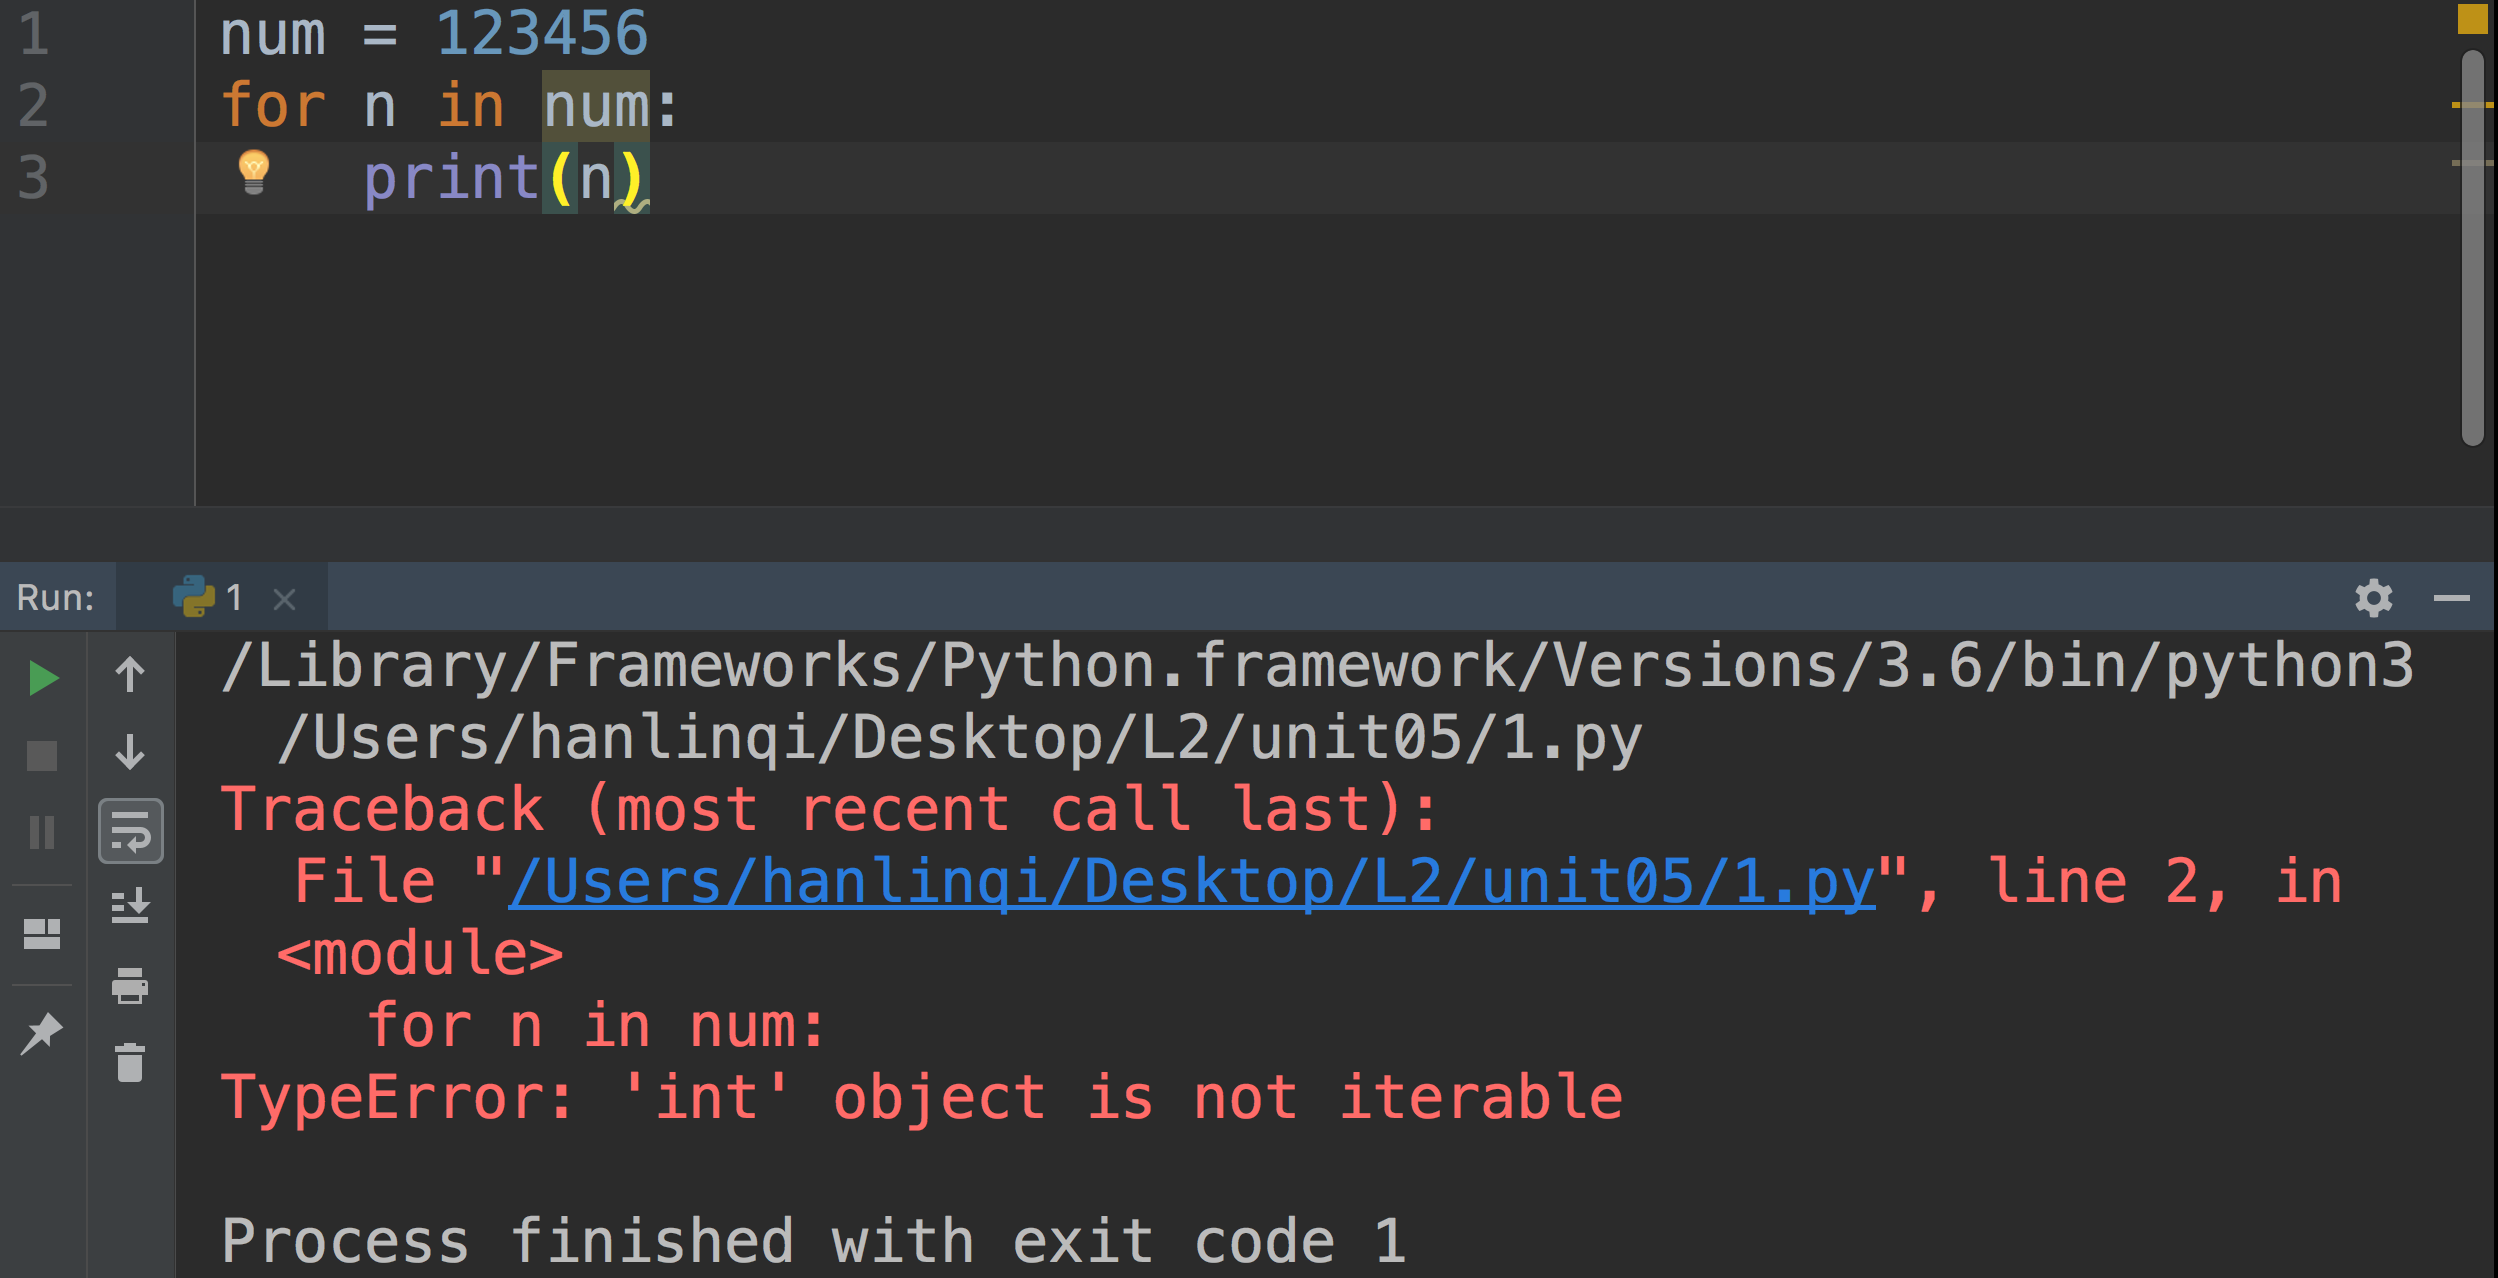 1 num = 123456
2 for n in num:
3 print(n)
Run: 1
/Library/Frameworks/Python.framework/Versions/3.6/bin/python3
/Users/hanlinqi/Desktop/L2/unit05/1.py
Traceback (most recent call last):
File "/Users/hanlinqi/Desktop/L2/unit05/1.py", line 2, in
<module>
for n in num:
TypeError: 'int' object is not iterable
Process finished with exit code 1